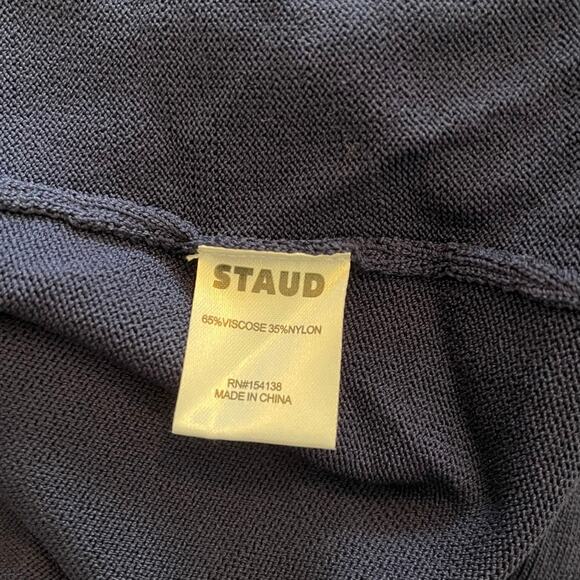 STAUD
65%VISCOSE 35%NYLON
RN#154138
MADE IN CHINA